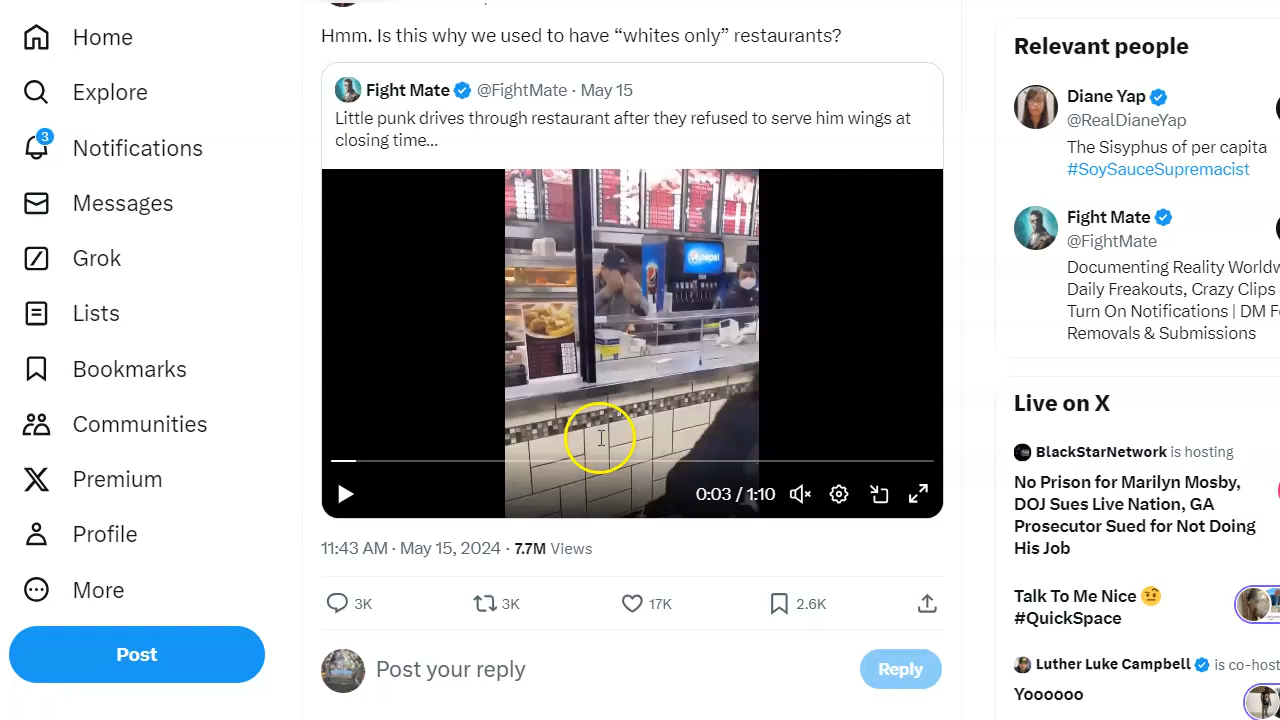 Home
Explore
3
Notifications
Messages
Grok
Lists
Bookmarks
Communities
Premium
Profile
More
Post
Hmm. Is this why we used to have “whites only” restaurants?
Fight Mate @FightMate · May 15
Little punk drives through restaurant after they refused to serve him wings at
closing time...
pepsi
0:03 / 1:10
11:43 AM · May 15, 2024 · 7.7M Views
3K
3K
17K
2.6K
Post your reply
Reply
Relevant people
Diane Yap
@RealDianeYap
The Sisyphus of per capita
#SoySauceSupremacist
Fight Mate
@FightMate
Documenting Reality Worldw
Daily Freakouts, Crazy Clips
Turn On Notifications | DM F
Removals & Submissions
Live on X
BlackStarNetwork is hosting
No Prison for Marilyn Mosby,
DOJ Sues Live Nation, GA
Prosecutor Sued for Not Doing
His Job
Talk To Me Nice 🤨
#QuickSpace
Luther Luke Campbell is co-host
Yoooooo